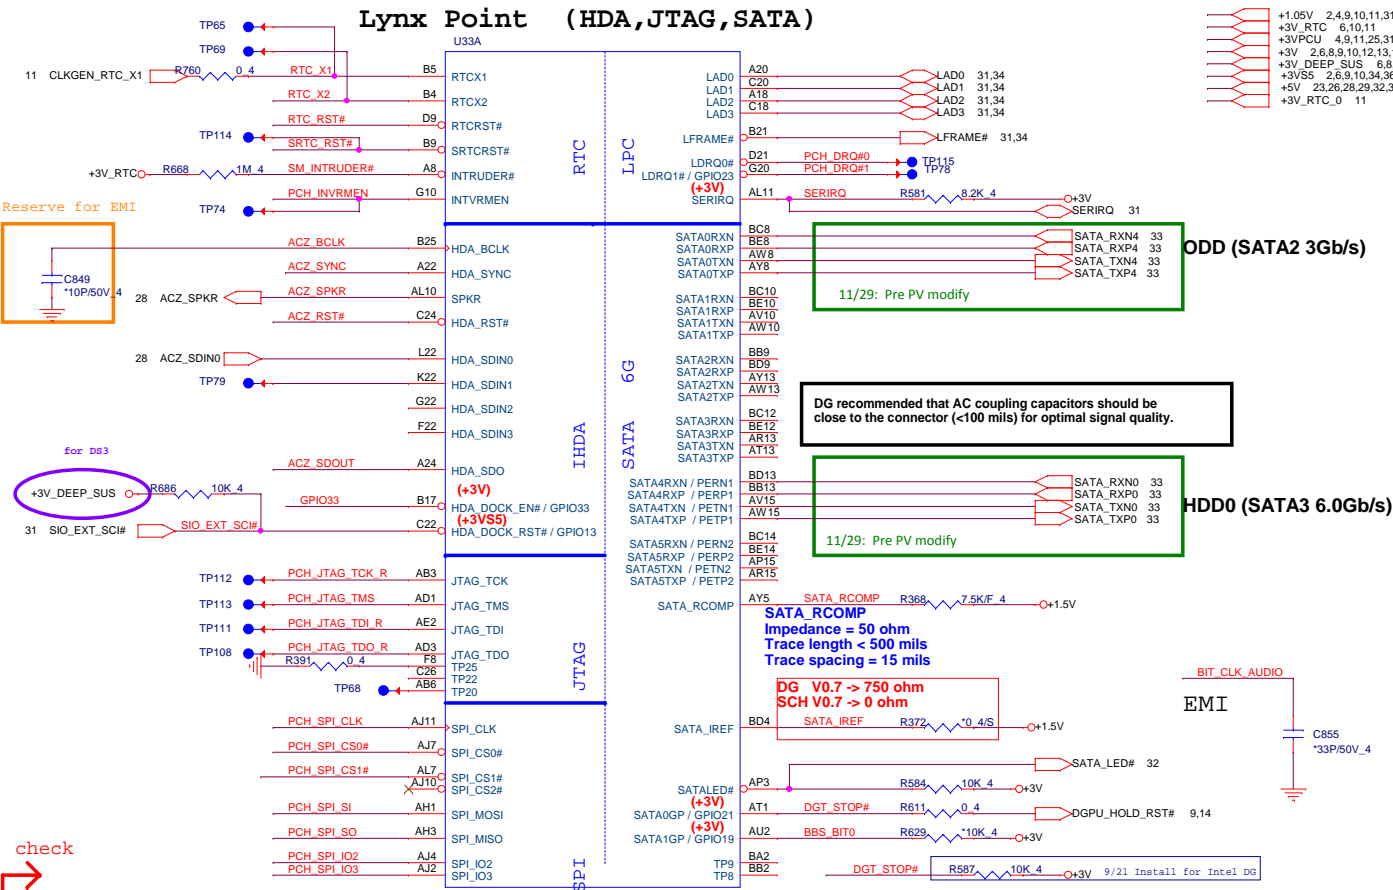 Lynx Point (HDA,JTAG,SATA)
U33A
+1.05V 2,4,9,10,11,31
+3V_RTC 6,10,11
+3VPCU 4,9,11,25,31
+3V 2,6,8,9,10,12,13,
+3V_DEEP_SUS 6,8
+3VS5 2,6,9,10,34,36
+5V 23,26,28,29,32,3
+3V_RTC_0 11
TP65
TP69
11 CLKGEN_RTC_X1 R760 0_4 RTC_X1 B5 RTCX1
RTC_X2 B4 RTCX2
RTC_RST# D9 RTCRST#
TP114 SRTC_RST# B9 SRTCRST#
+3V_RTC R668 1M_4 SM_INTRUDER# A8 INTRUDER#
PCH_INVRMEN G10 INTVRMEN
TP74
RTC
LPC
LAD0 A20 LAD0 31,34
LAD1 C20 LAD1 31,34
LAD2 A18 LAD2 31,34
LAD3 C18 LAD3 31,34
LFRAME# B21 LFRAME# 31,34
LDRQ0# D21 PCH_DRQ#0 TP115
LDRQ1# / GPIO23 G20 PCH_DRQ#1 TP78
(+3V)
SERIRQ AL11 SERIRQ R581 8.2K_4 +3V
SERIRQ 31
Reserve for EMI
C849
*10P/50V_4
ACZ_BCLK B25 HDA_BCLK
ACZ_SYNC A22 HDA_SYNC
28 ACZ_SPKR ACZ_SPKR AL10 SPKR
ACZ_RST# C24 HDA_RST#
28 ACZ_SDIN0 L22 HDA_SDIN0
TP79 K22 HDA_SDIN1
G22 HDA_SDIN2
F22 HDA_SDIN3
ACZ_SDOUT A24 HDA_SDO
(+3V)
GPIO33 B17 HDA_DOCK_EN# / GPIO33
(+3VS5)
for DS3
+3V_DEEP_SUS R686 10K_4
31 SIO_EXT_SCI# SIO_EXT_SCI# C22 HDA_DOCK_RST# / GPIO13
IHDA
SATA 6G
SATA0RXN BC8 SATA_RXN4 33
SATA0RXP BE8 SATA_RXP4 33
SATA0TXN AW8 SATA_TXN4 33
SATA0TXP AY8 SATA_TXP4 33
ODD (SATA2 3Gb/s)
11/29: Pre PV modify
SATA1RXN BC10
SATA1RXP BE10
SATA1TXN AV10
SATA1TXP AW10
SATA2RXN BB9
SATA2RXP BD9
SATA2TXN AY13
SATA2TXP AW13
DG recommended that AC coupling capacitors should be
close to the connector (<100 mils) for optimal signal quality.
SATA3RXN BC12
SATA3RXP BE12
SATA3TXN AR13
SATA3TXP AT13
SATA4RXN / PERN1 BD13 SATA_RXN0 33
SATA4RXP / PERP1 BB13 SATA_RXP0 33
SATA4TXN / PETN1 AV15 SATA_TXN0 33
SATA4TXP / PETP1 AW15 SATA_TXP0 33
HDD0 (SATA3 6.0Gb/s)
11/29: Pre PV modify
SATA5RXN / PERN2 BC14
SATA5RXP / PERP2 BE14
SATA5TXN / PETN2 AP15
SATA5TXP / PETP2 AR15
SATA_RCOMP AY5 SATA_RCOMP R368 7.5K/F_4 +1.5V
SATA_RCOMP
Impedance = 50 ohm
Trace length < 500 mils
Trace spacing = 15 mils
TP112 PCH_JTAG_TCK_R AB3 JTAG_TCK
TP113 PCH_JTAG_TMS AD1 JTAG_TMS
TP111 PCH_JTAG_TDI_R AE2 JTAG_TDI
TP108 PCH_JTAG_TDO_R AD3 JTAG_TDO
R391 0_4 F8 TP25
C26 TP22
TP68 AB6 TP20
JTAG
DG V0.7 -> 750 ohm
SCH V0.7 -> 0 ohm
SATA_IREF BD4 SATA_IREF R372 *0_4/S +1.5V
BIT_CLK_AUDIO
EMI
C855
*33P/50V_4
PCH_SPI_CLK AJ11 SPI_CLK
PCH_SPI_CS0# AJ7 SPI_CS0#
PCH_SPI_CS1# AL7 SPI_CS1#
AJ10 SPI_CS2#
PCH_SPI_SI AH1 SPI_MOSI
PCH_SPI_SO AH3 SPI_MISO
PCH_SPI_IO2 AJ4 SPI_IO2
PCH_SPI_IO3 AJ2 SPI_IO3
SPI
SATA_LED# 32
SATALED# AP3 R584 10K_4 +3V
(+3V)
SATA0GP / GPIO21 AT1 DGT_STOP# R611 0_4 DGPU_HOLD_RST# 9,14
(+3V)
SATA1GP / GPIO19 AU2 BBS_BIT0 R629 *10K_4 +3V
TP9 BA2
TP8 BB2
DGT_STOP# R587 10K_4 +3V 9/21 Install for Intel DG
check